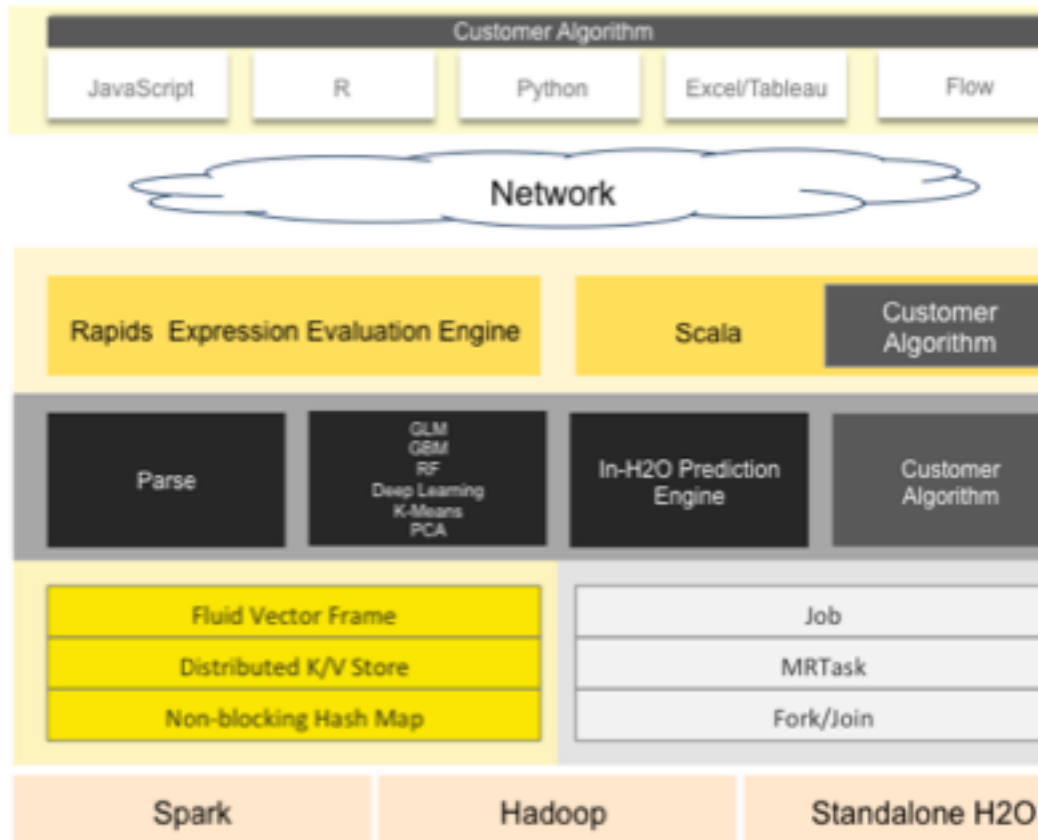 Customer Algorithm
JavaScript
R
Python
Excel/Tableau
Flow
Network
Rapids Expression Evaluation Engine
Scala
Customer
Algorithm
Parse
GLM
GBM
RF
Deep Learning
K-Means
PCA
In-H2O Prediction
Engine
Customer
Algorithm
Fluid Vector Frame
Distributed K/V Store
Non-blocking Hash Map
Job
MRTask
Fork/Join
Spark
Hadoop
Standalone H2O